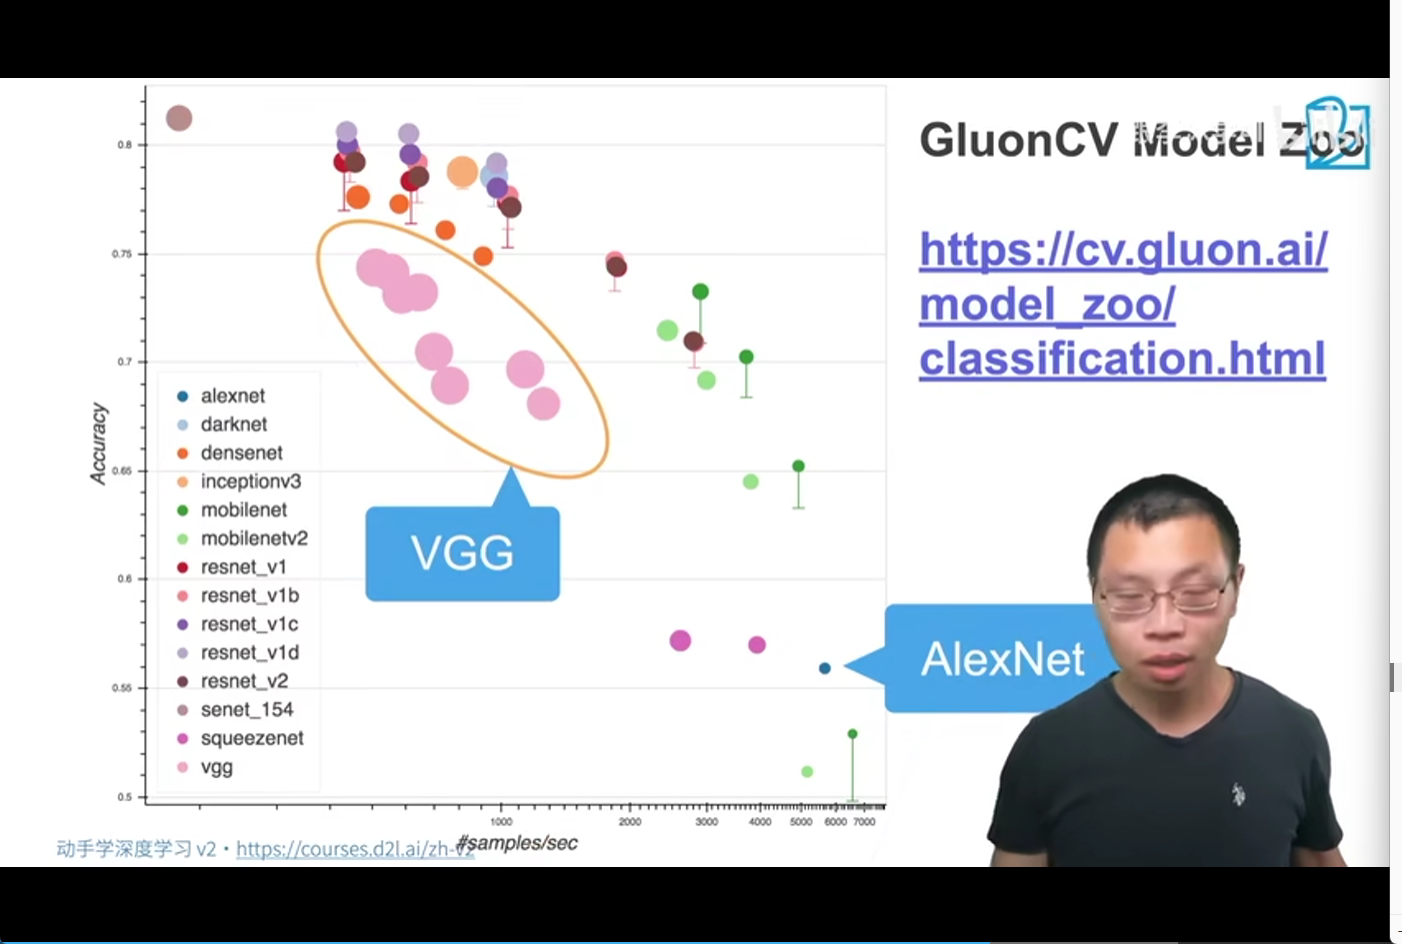 GluonCV Model Zoo
https://cv.gluon.ai/
model_zoo/
classification.html
0.8
0.75
0.7
0.65
0.6
0.55
0.5
Accuracy
alexnet
darknet
densenet
inceptionv3
mobilenet
mobilenetv2
resnet_v1
resnet_v1b
resnet_v1c
resnet_v1d
resnet_v2
senet_154
squeezenet
vgg
VGG
AlexNet
1000 2000 3000 4000 5000 6000 7000
#samples/sec
动手学深度学习 v2 · https://courses.d2l.ai/zh-v2